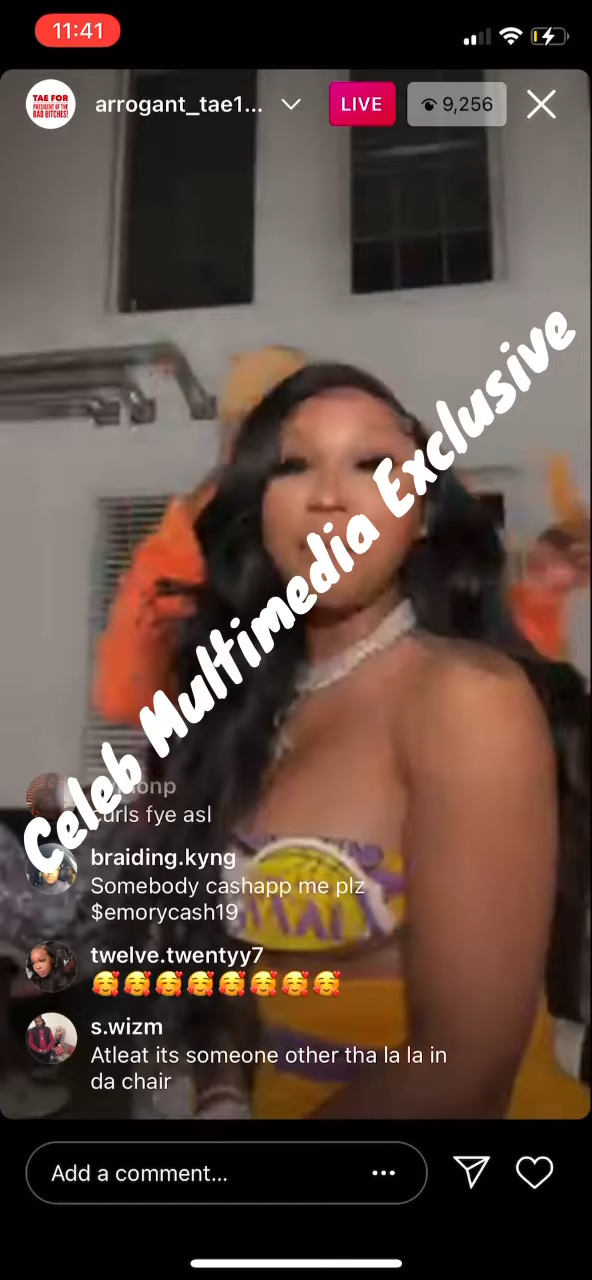 11:41
TAE FOR
PRESIDENT OF THE
BAD BITCHES!
arrogant_tae1...
LIVE
9,256
Celeb Multimedia Exclusive
curls fye asl
braiding.kyng
Somebody cashapp me plz
$emorycash19
twelve.twentyy7
🥰🥰🥰🥰🥰🥰🥰🥰
s.wizm
Atleat its someone other tha la la in
da chair
Add a comment...